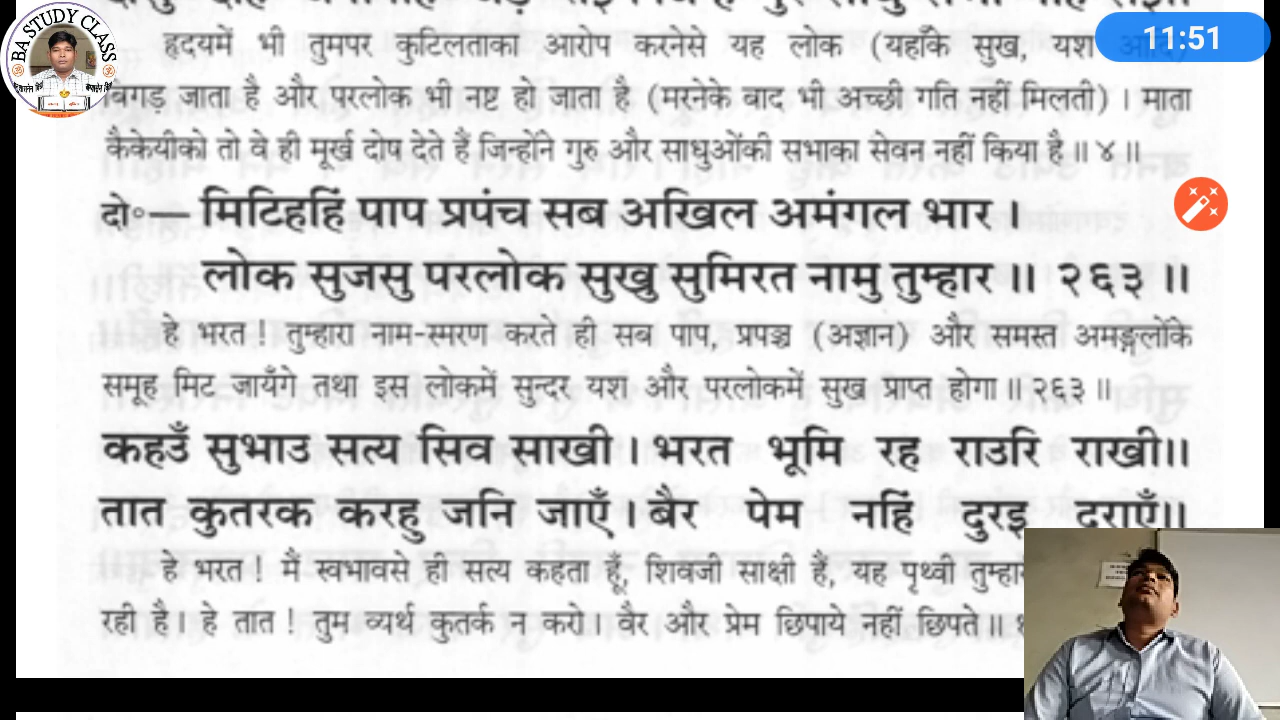 हृदयमें भी तुमपर कुटिलताका आरोप करनेसे यह लोक (यहाँके सुख, यश आदि)
बिगड़ जाता है और परलोक भी नष्ट हो जाता है (मरनेके बाद भी अच्छी गति नहीं मिलती) । माता
कैकेयीको तो वे ही मूर्ख दोष देते हैं जिन्होंने गुरु और साधुओंकी सभाका सेवन नहीं किया है ॥ ४ ॥
दो॰— मिटिहहिं पाप प्रपंच सब अखिल अमंगल भार ।
लोक सुजसु परलोक सुखु सुमिरत नामु तुम्हार ॥ २६३ ॥
हे भरत ! तुम्हारा नाम-स्मरण करते ही सब पाप, प्रपञ्च (अज्ञान) और समस्त अमङ्गलोंके
समूह मिट जायँगे तथा इस लोकमें सुन्दर यश और परलोकमें सुख प्राप्त होगा ॥ २६३ ॥
कहउँ सुभाउ सत्य सिव साखी । भरत भूमि रह राउरि राखी॥
तात कुतरक करहु जनि जाएँ । बैर पेम नहिं दुरइ दुराएँ॥
हे भरत ! मैं स्वभावसे ही सत्य कहता हूँ, शिवजी साक्षी हैं, यह पृथ्वी
रही है । हे तात ! तुम व्यर्थ कुतर्क न करो । वैर और प्रेम छिपाये नहीं छिपते ॥
BA STUDY CLASS
11:51